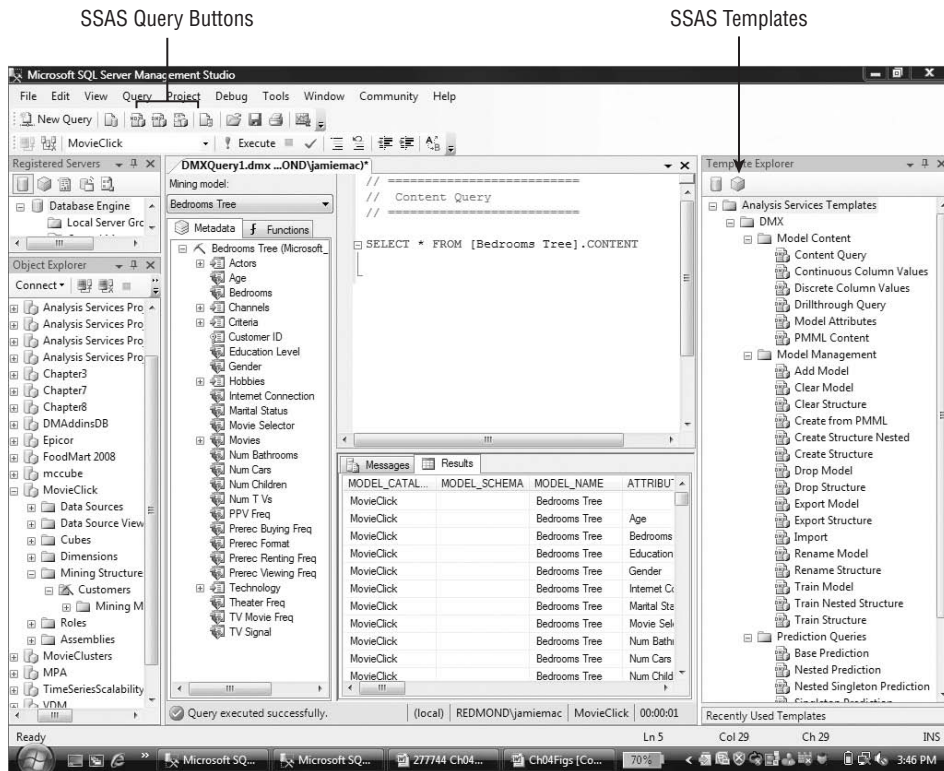 SSAS Query Buttons
SSAS Templates
Microsoft SQL Server Management Studio
File Edit View Query Project Debug Tools Window Community Help
New Query
MovieClick
Execute
Registered Servers
Database Engine
Local Server Gro
Object Explorer
Connect
Analysis Services Pro
Analysis Services Pro
Analysis Services Pro
Analysis Services Pro
Chapter3
Chapter7
Chapter8
DMAddinsDB
Epicor
FoodMart 2008
mccube
MovieClick
Data Sources
Data Source View
Cubes
Dimensions
Mining Structure
Customers
Mining M
Roles
Assemblies
MovieClusters
MPA
TimeSeriesScalability
VDM
DMXQuery1.dmx ...OND\jamiemac)*
Mining model:
Bedrooms Tree
Metadata Functions
Bedrooms Tree (Microsoft_
Actors
Age
Bedrooms
Channels
Criteria
Customer ID
Education Level
Gender
Hobbies
Internet Connection
Marital Status
Movie Selector
Movies
Num Bathrooms
Num Cars
Num Children
Num T Vs
PPV Freq
Prerec Buying Freq
Prerec Format
Prerec Renting Freq
Prerec Viewing Freq
Technology
Theater Freq
TV Movie Freq
TV Signal
// ============================
// Content Query
// ============================
SELECT * FROM [Bedrooms Tree].CONTENT
Messages Results
MODEL_CATAL... MODEL_SCHEMA MODEL_NAME ATTRIBUT
MovieClick Bedrooms Tree
MovieClick Bedrooms Tree Age
MovieClick Bedrooms Tree Bedrooms
MovieClick Bedrooms Tree Education
MovieClick Bedrooms Tree Gender
MovieClick Bedrooms Tree Internet Co
MovieClick Bedrooms Tree Marital Sta
MovieClick Bedrooms Tree Movie Sele
MovieClick Bedrooms Tree Num Bathr
MovieClick Bedrooms Tree Num Cars
MovieClick Bedrooms Tree Num Child
Query executed successfully. (local) REDMOND\jamiemac MovieClick 00:00:01
Template Explorer
Analysis Services Templates
DMX
Model Content
Content Query
Continuous Column Values
Discrete Column Values
Drillthrough Query
Model Attributes
PMML Content
Model Management
Add Model
Clear Model
Clear Structure
Create from PMML
Create Structure Nested
Create Structure
Drop Model
Drop Structure
Export Model
Export Structure
Import
Rename Model
Rename Structure
Train Model
Train Nested Structure
Train Structure
Prediction Queries
Base Prediction
Nested Prediction
Nested Singleton Prediction
Singleton Prediction
Recently Used Templates
Ready Ln 5 Col 29 Ch 29 INS
Microsoft SQ... Microsoft SQ... 277744 Ch04... Ch04Figs [Co... 70% 3:46 PM